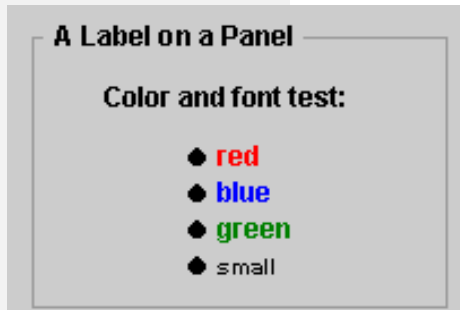 A Label on a Panel
Color and font test:
red
blue
green
small